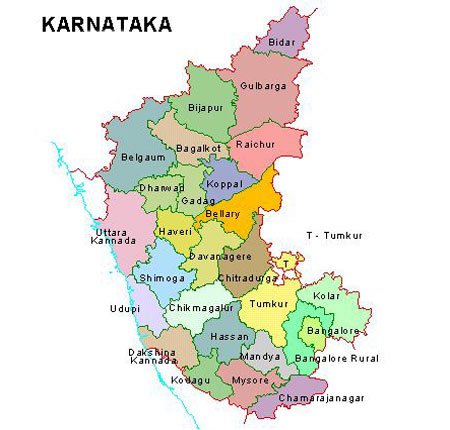 KARNATAKA
Bidar
Gulbarga
Bijapur
Bagalkot
Raichur
Belgaum
Koppal
Dharwad
Gadag
Bellary
Uttara
Kannada
Haveri
T - Tumkur
Davanagere
T
Shimoga
Chitradurga
Kolar
Tumkur
Udupi
Chikmagalur
Bangalore
Hassan
Dakshina
Kannada
Mandya
Bangalore Rural
Kodagu
Mysore
Chamarajanagar